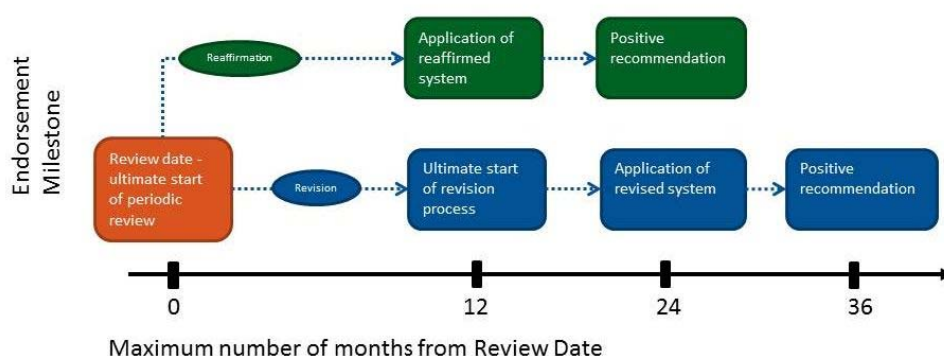 Endorsement
Milestone
Reaffirmation
Application of
reaffirmed
system
Positive
recommendation
Review date -
ultimate start
of periodic
review
Revision
Ultimate start
of revision
process
Application of
revised system
Positive
recommendation
0
12
24
36
Maximum number of months from Review Date